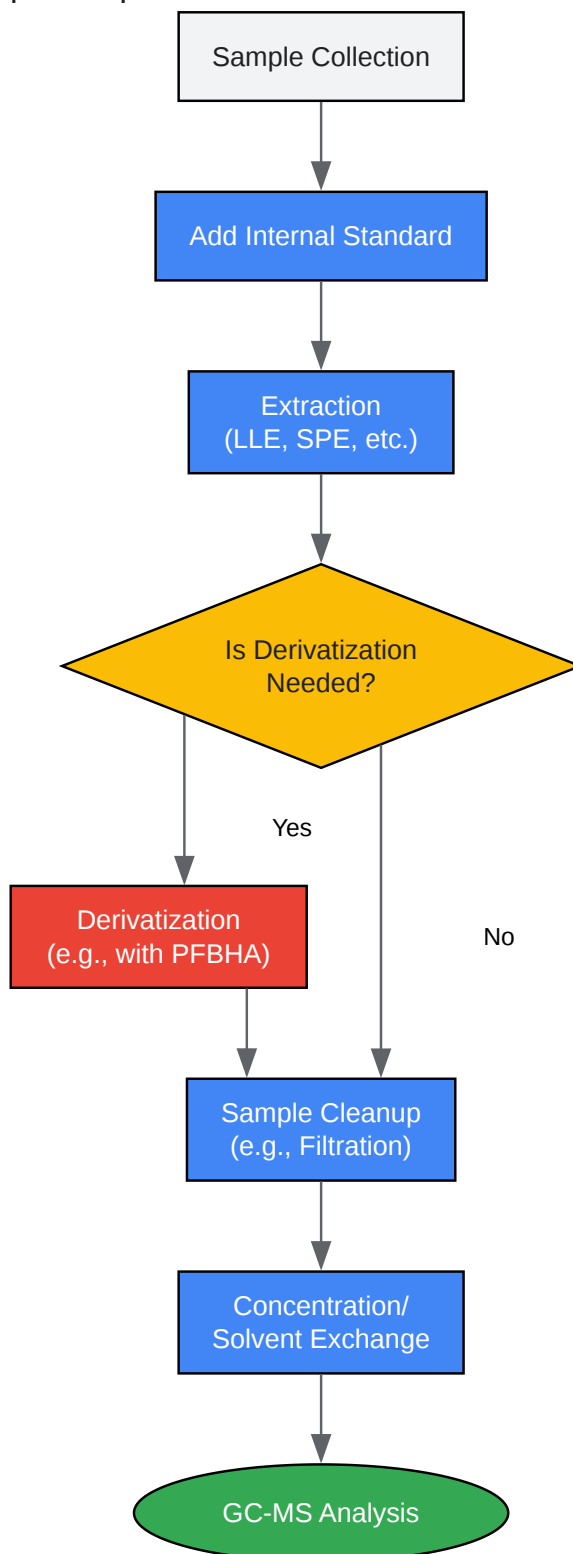 Sample Collection
Add Internal Standard
Extraction
(LLE, SPE, etc.)
Is Derivatization
Needed?
Yes
Derivatization
(e.g., with PFBHA)
No
Sample Cleanup
(e.g., Filtration)
Concentration/
Solvent Exchange
GC-MS Analysis